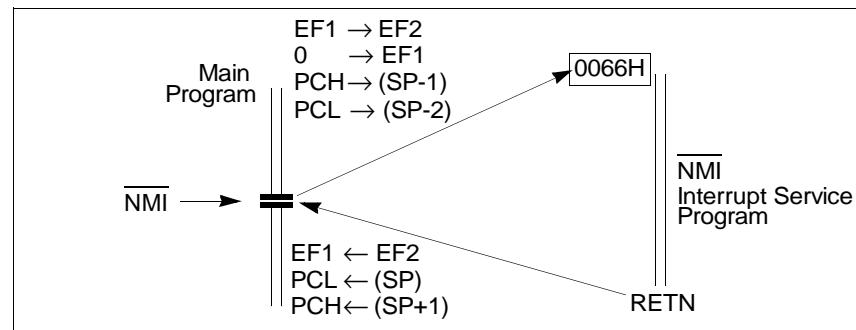 EF1 → EF2
0 → EF1
PCH → (SP-1)
PCL → (SP-2)
Main
Program
0066H
NMI
NMI
Interrupt Service
Program
EF1 ← EF2
PCL ← (SP)
PCH ← (SP+1)
RETN